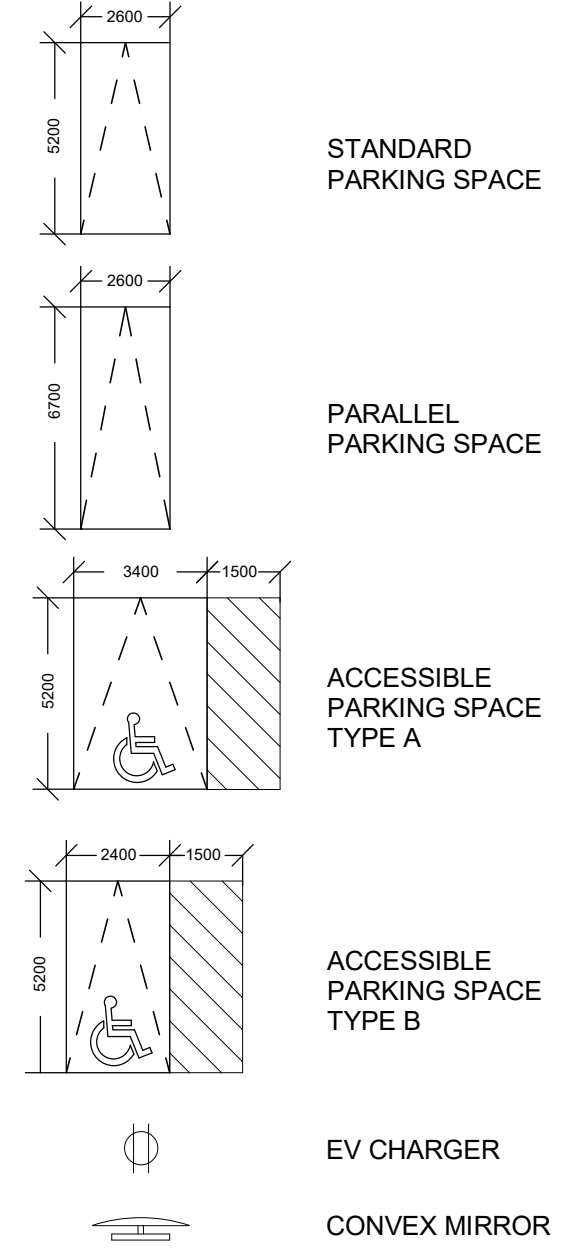 2600
5200
STANDARD
PARKING SPACE
2600
6700
PARALLEL
PARKING SPACE
3400
1500
5200
ACCESSIBLE
PARKING SPACE
TYPE A
2400
1500
5200
ACCESSIBLE
PARKING SPACE
TYPE B
EV CHARGER
CONVEX MIRROR